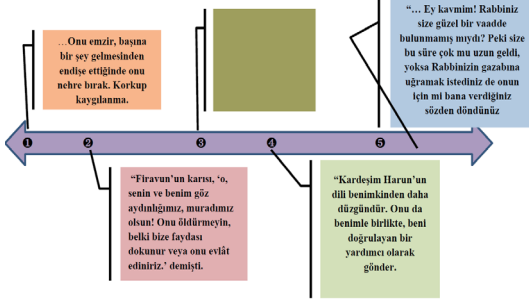 …Onu emzir, başına
bir şey gelmesinden
endişe ettiğinde onu
nehre bırak. Korkup
kaygılanma.
“… Ey kavmim! Rabbiniz
size güzel bir vaadde
bulunmamış mıydı? Peki size
bu süre çok mu uzun geldi,
yoksa Rabbinizin gazabına
uğramak istediniz de onun
için mi bana verdiğiniz
sözden döndünüz
1 2 3 4 5
“Firavun’un karısı, ‘o,
senin ve benim göz
aydınlığımız, muradımız
olsun! Onu öldürmeyin,
belki bize faydası
dokunur veya onu evlât
ediniriz.’ demişti.
“Kardeşim Harun’un
dili benimkinden daha
düzgündür. Onu da
benimle birlikte, beni
doğrulayan bir
yardımcı olarak
gönder.